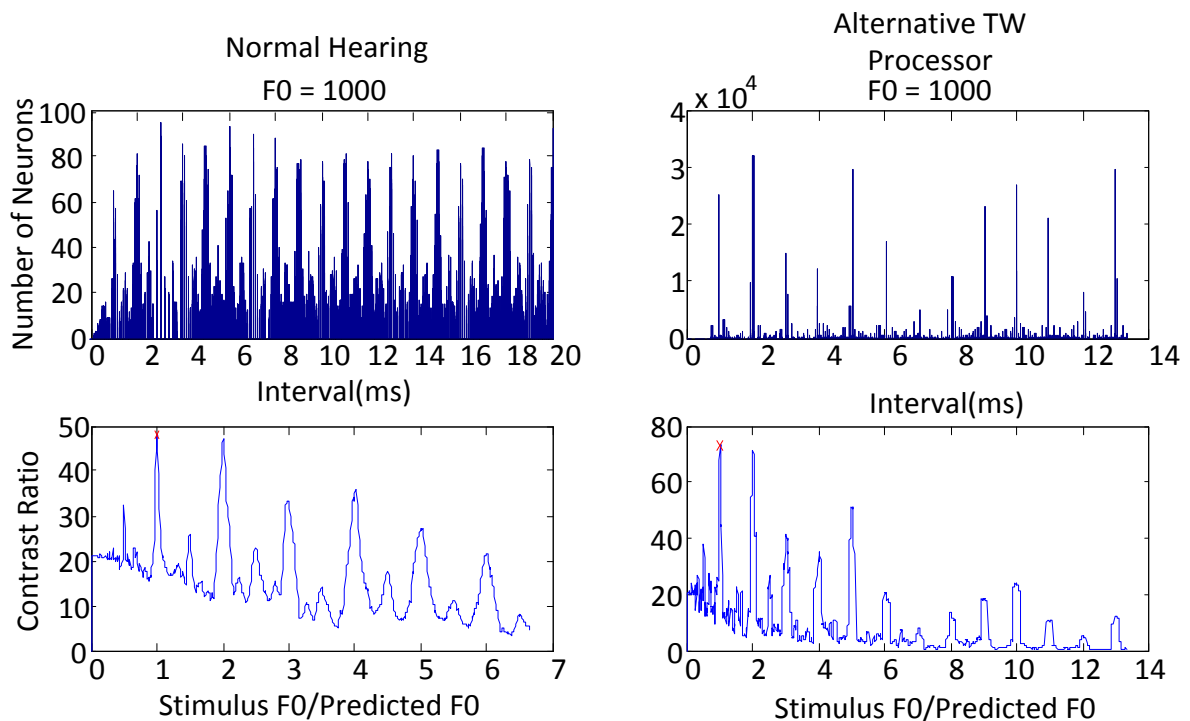 Normal Hearing
F0 = 1000
Number of Neurons
100
80
60
40
20
0
0 2 4 6 8 10 12 14 16 18 20
Interval(ms)
Alternative TW
Processor
F0 = 1000
x 10^4
4
3
2
1
0
0 2 4 6 8 10 12 14
Interval(ms)
Contrast Ratio
50
40
30
20
10
0
x
0 1 2 3 4 5 6 7
Stimulus F0/Predicted F0
80
60
40
20
0
x
0 2 4 6 8 10 12 14
Stimulus F0/Predicted F0